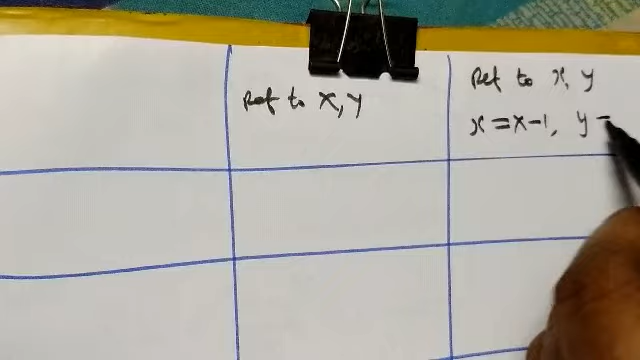 Ref to X, Y
Ref to x, y
x = X-1, y =